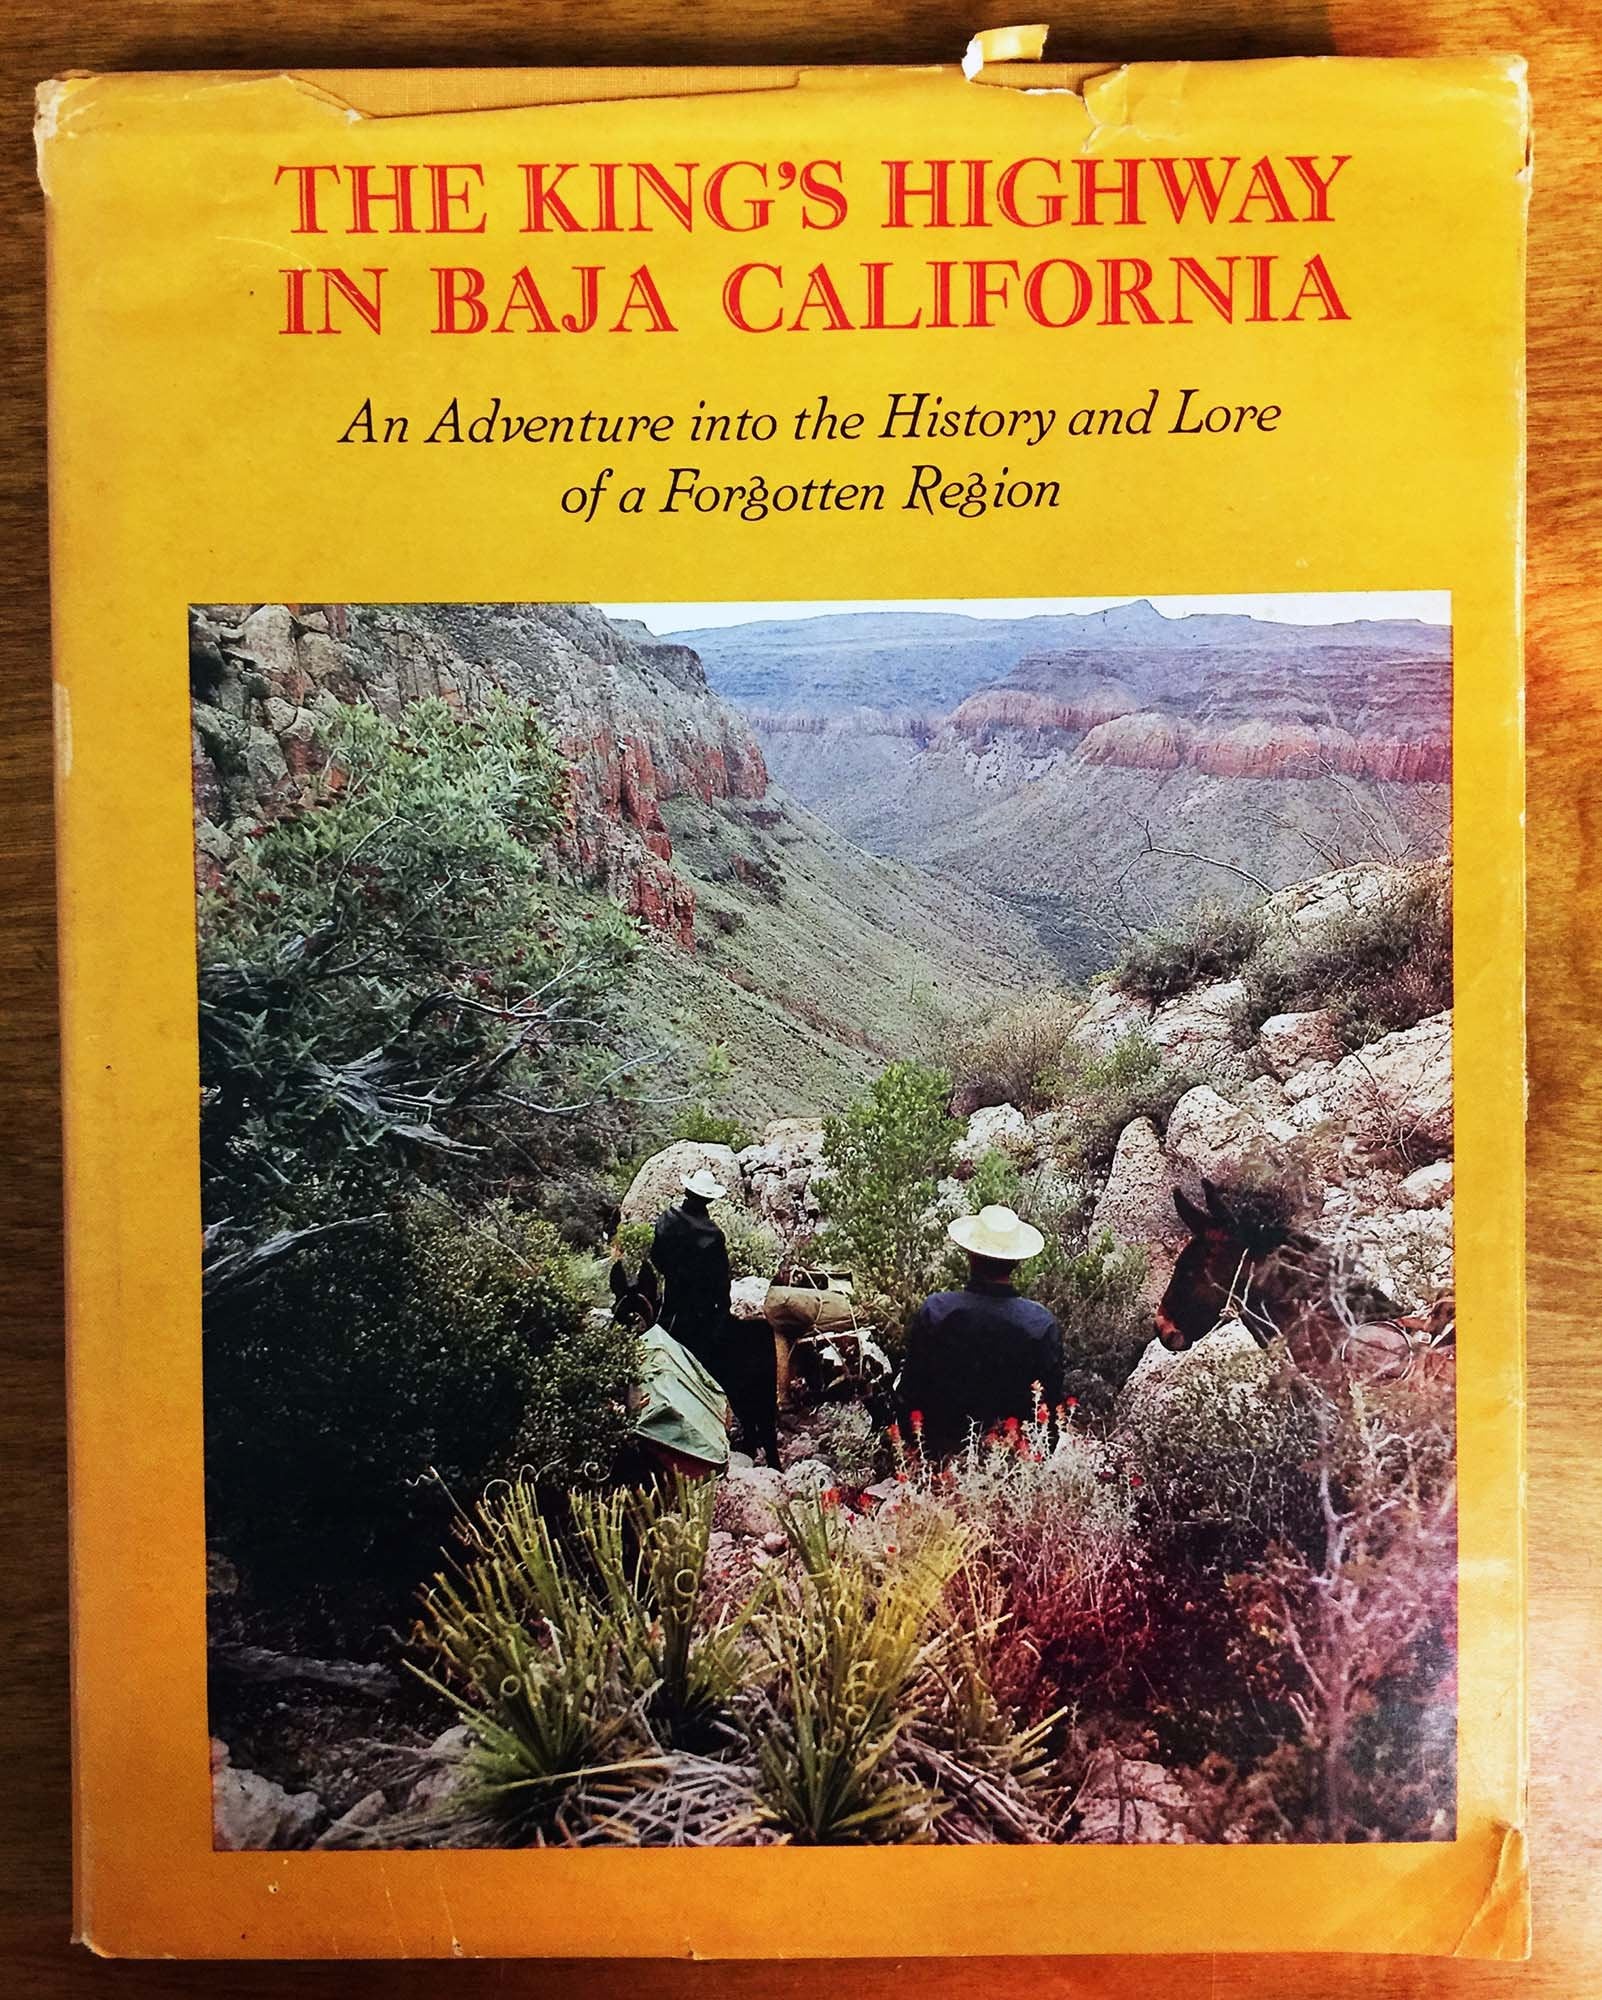 THE KING'S HIGHWAY
IN BAJA CALIFORNIA
An Adventure into the History and Lore
of a Forgotten Region